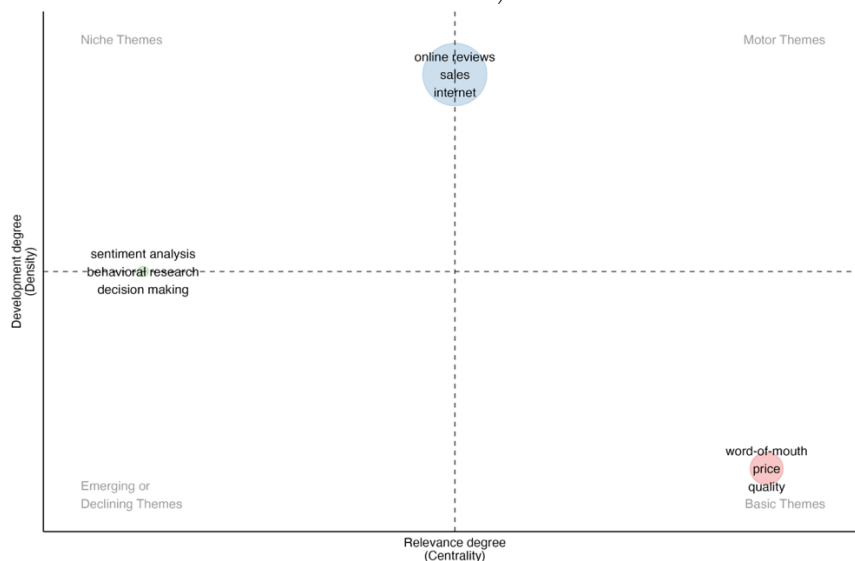 Niche Themes
Motor Themes
online reviews
sales
internet
sentiment analysis
behavioral research
decision making
Development degree
(Density)
word-of-mouth
price
quality
Emerging or
Declining Themes
Basic Themes
Relevance degree
(Centrality)